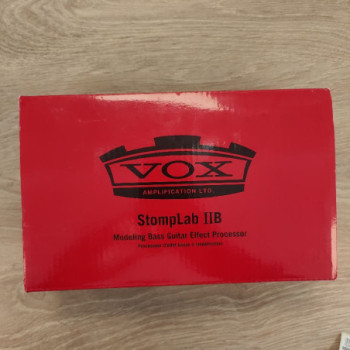 VOX
AMPLIFICATION LTD.
StompLab IIB
Modeling Bass Guitar Effect Processor